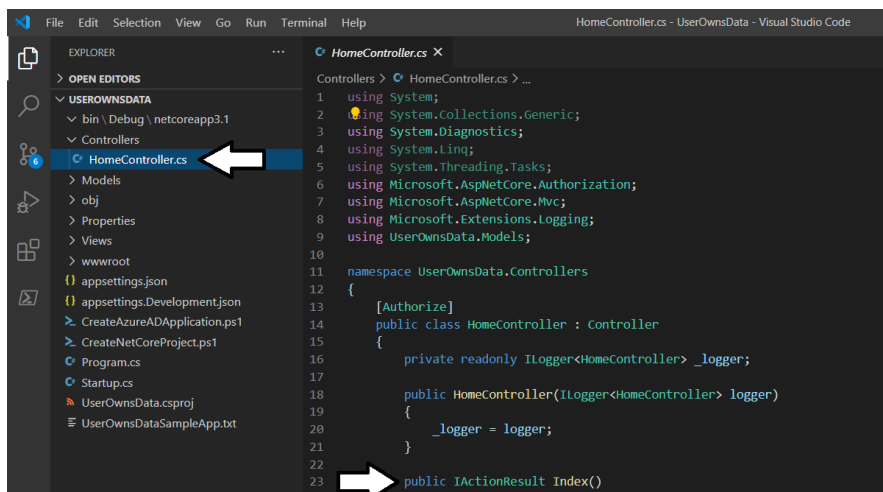 File Edit Selection View Go Run Terminal Help HomeController.cs - UserOwnsData - Visual Studio Code
EXPLORER ...
OPEN EDITORS
USEROWNSDATA
bin \ Debug \ netcoreapp3.1
Controllers
C# HomeController.cs
Models
obj
Properties
Views
wwwroot
{} appsettings.json
{} appsettings.Development.json
CreateAzureADApplication.ps1
CreateNetCoreProject.ps1
C# Program.cs
C# Startup.cs
UserOwnsData.csproj
UserOwnsDataSampleApp.txt
6
C# HomeController.cs ×
Controllers > C# HomeController.cs > ...
1 using System;
2 using System.Collections.Generic;
3 using System.Diagnostics;
4 using System.Linq;
5 using System.Threading.Tasks;
6 using Microsoft.AspNetCore.Authorization;
7 using Microsoft.AspNetCore.Mvc;
8 using Microsoft.Extensions.Logging;
9 using UserOwnsData.Models;
10
11 namespace UserOwnsData.Controllers
12 {
13 [Authorize]
14 public class HomeController : Controller
15 {
16 private readonly ILogger<HomeController> _logger;
17
18 public HomeController(ILogger<HomeController> logger)
19 {
20 _logger = logger;
21 }
22
23 public IActionResult Index()